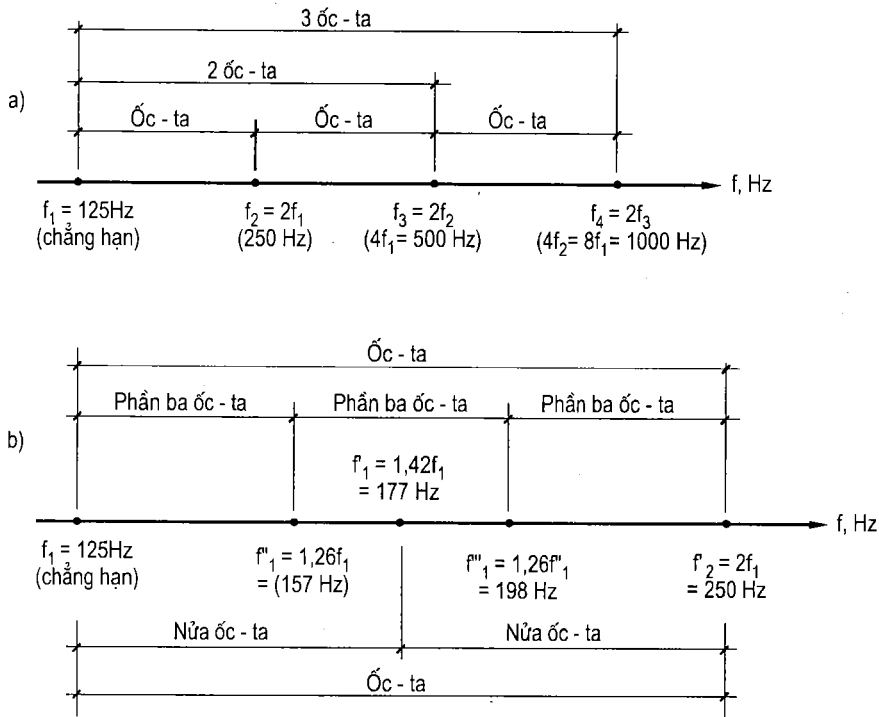 3 ốc - ta
2 ốc - ta
a)
Ốc - ta
Ốc - ta
Ốc - ta
f, Hz
f₁ = 125Hz
(chẳng hạn)
f₂ = 2f₁
(250 Hz)
f₃ = 2f₂
(4f₁= 500 Hz)
f₄ = 2f₃
(4f₂= 8f₁= 1000 Hz)
Ốc - ta
Phần ba ốc - ta
Phần ba ốc - ta
Phần ba ốc - ta
b)
f'₁ = 1,42f₁
= 177 Hz
f, Hz
f₁ = 125Hz
(chẳng hạn)
f"₁ = 1,26f₁
= (157 Hz)
f'''₁ = 1,26f"₁
= 198 Hz
f'₂ = 2f₁
= 250 Hz
Nửa ốc - ta
Nửa ốc - ta
Ốc - ta